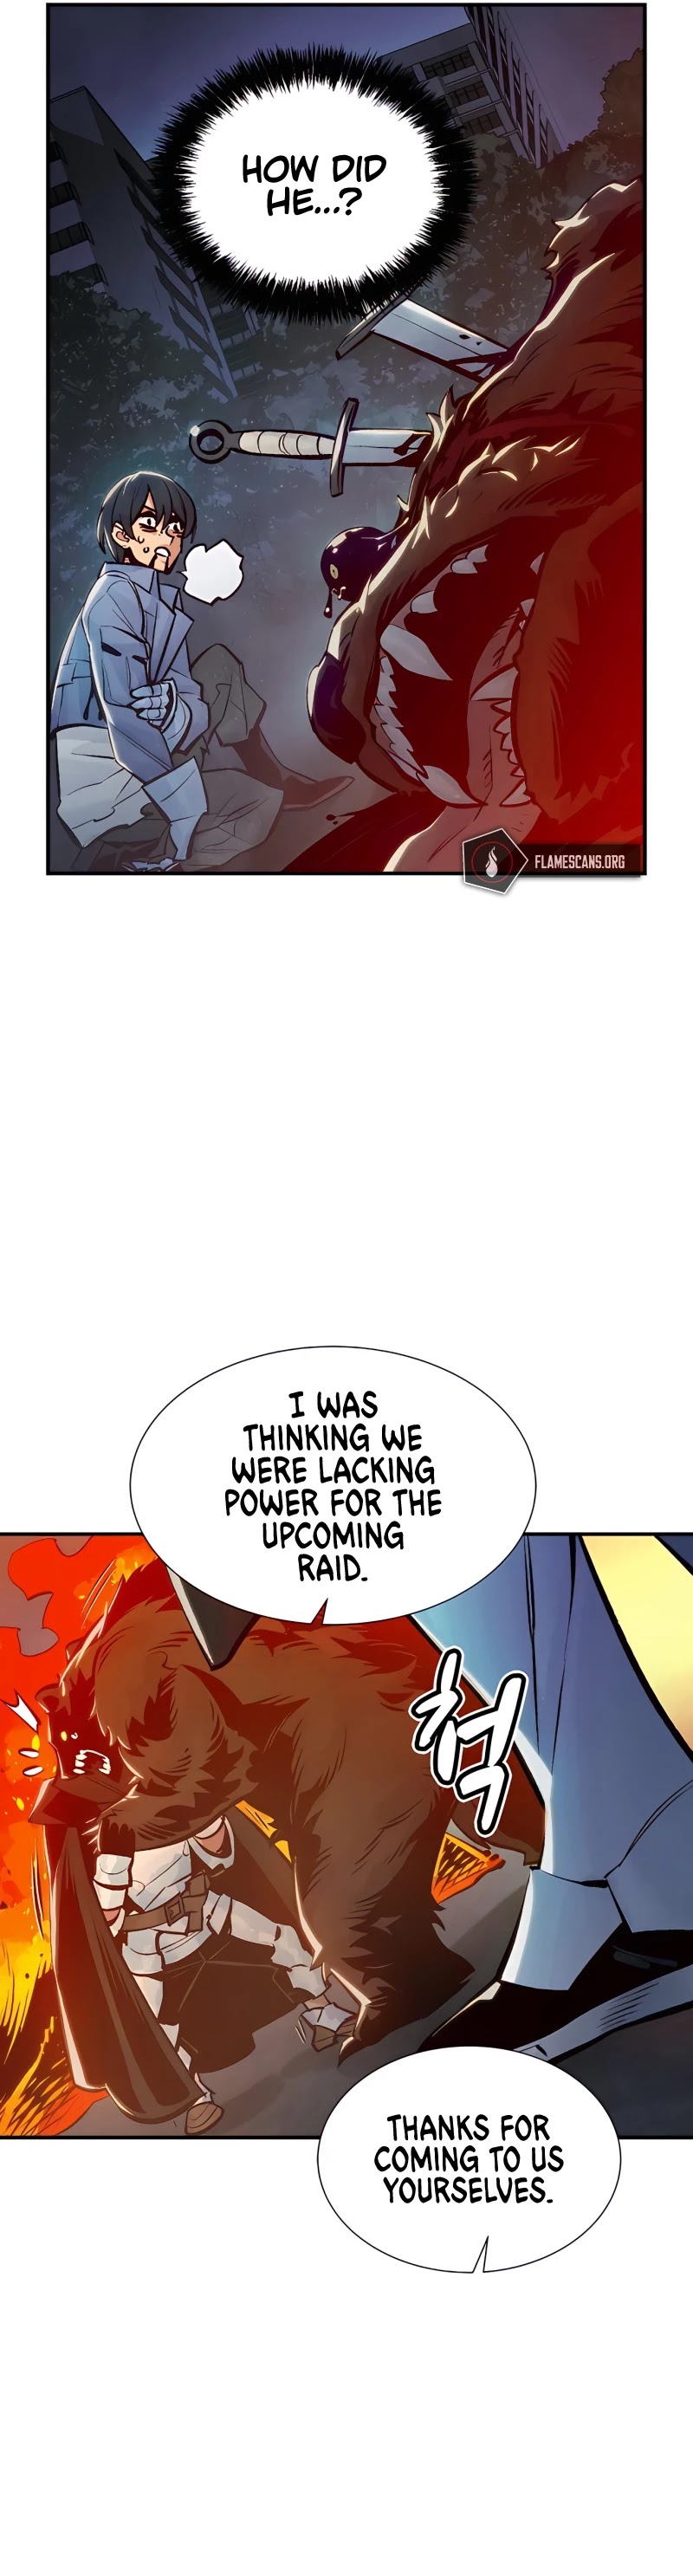 HOW DID
HE...?
FLAMESCANS.ORG
I WAS
THINKING WE
WERE LACKING
POWER FOR THE
UPCOMING
RAID.
척
THANKS FOR
COMING TO US
YOURSELVES.